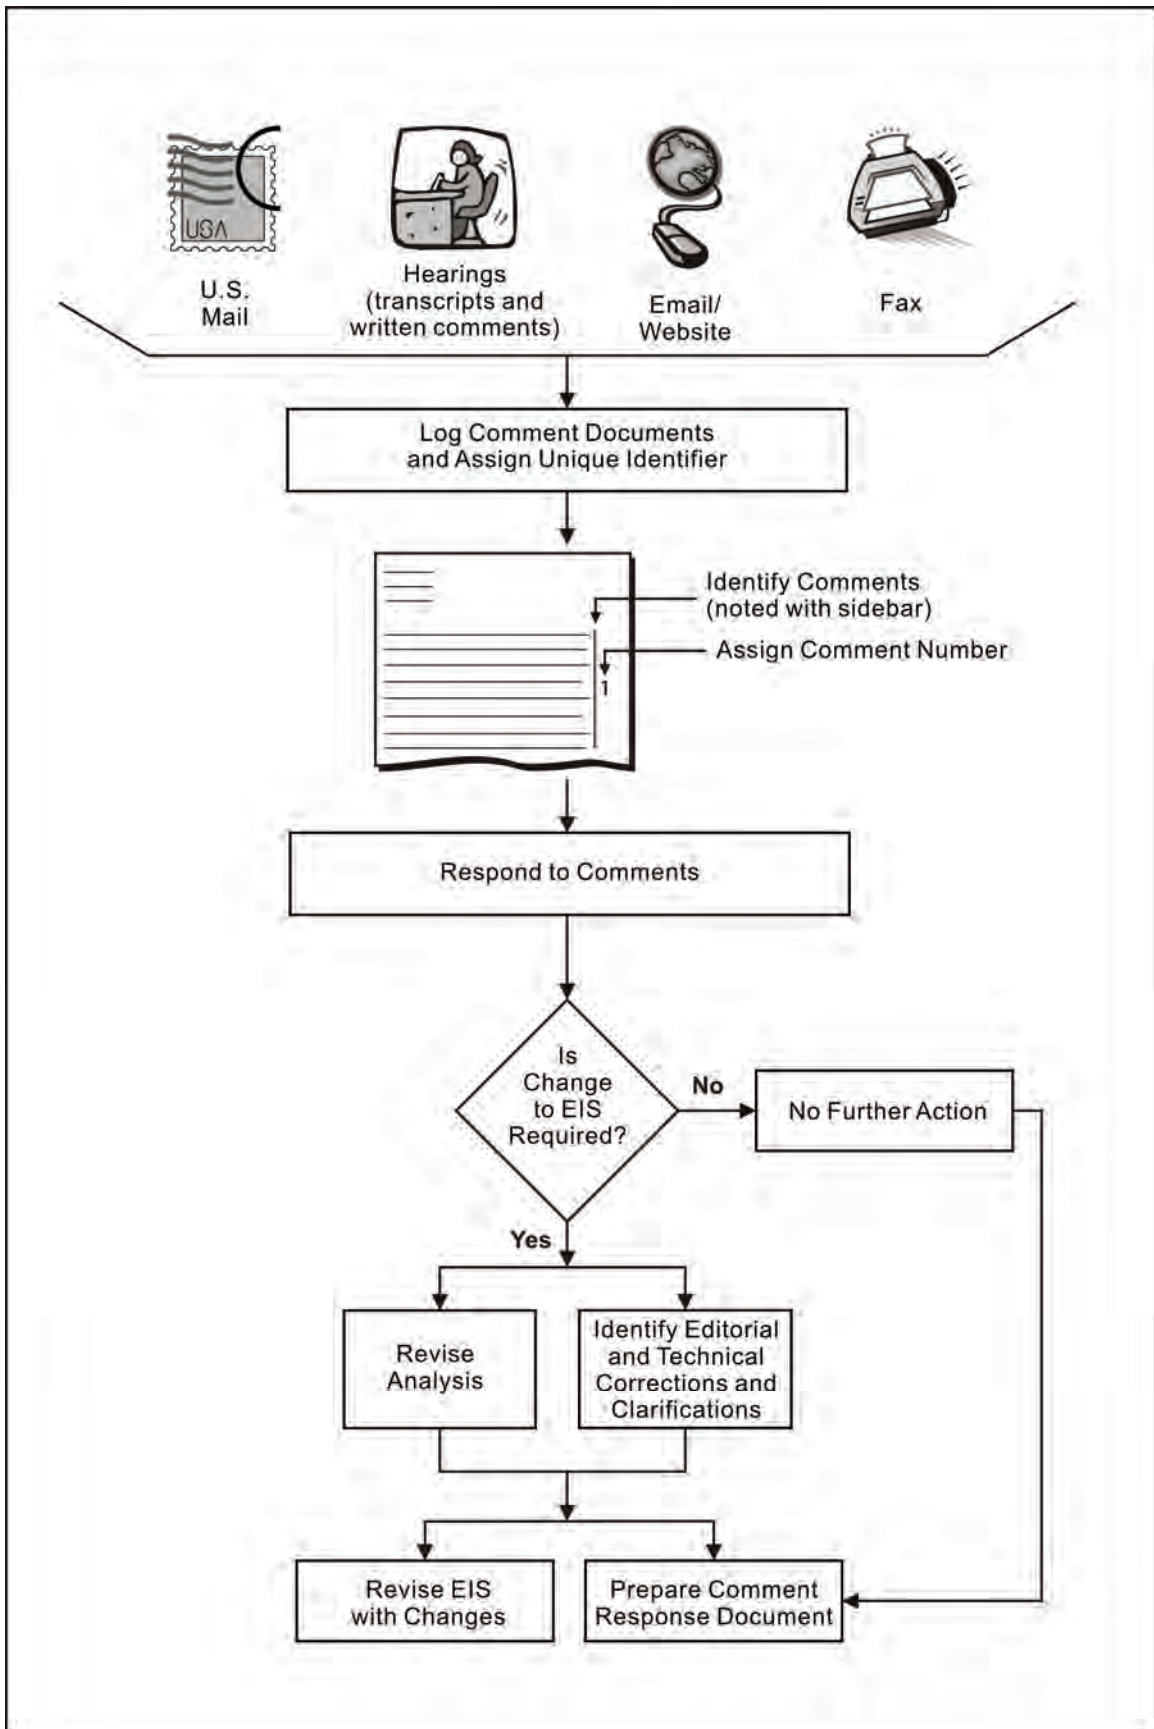 USA
U.S.
Mail
Hearings
(transcripts and
written comments)
Email/
Website
Fax
Log Comment Documents
and Assign Unique Identifier
Identify Comments
(noted with sidebar)
Assign Comment Number
1
Respond to Comments
Is
Change
to EIS
Required?
No
No Further Action
Yes
Revise
Analysis
Identify Editorial
and Technical
Corrections and
Clarifications
Revise EIS
with Changes
Prepare Comment
Response Document